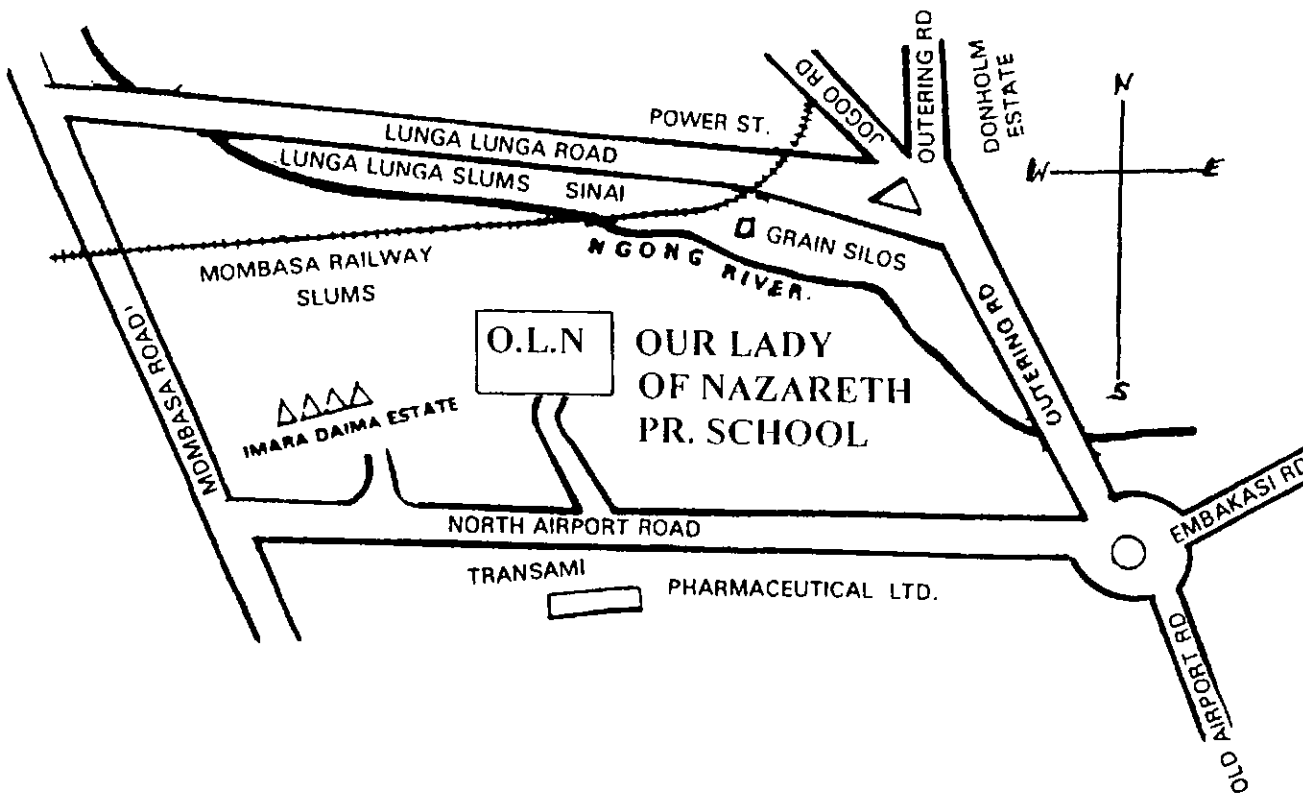 OUTERING RD
DONHOLM
ESTATE
JOGOO RD
N
W
E
S
POWER ST.
LUNGA LUNGA ROAD
LUNGA LUNGA SLUMS SINAI
GRAIN SILOS
MOMBASA RAILWAY
SLUMS
NGONG RIVER.
MOMBASA ROAD'
OUTERING RD
O.L.N
OUR LADY
OF NAZARETH
PR. SCHOOL
IMARA DAIMA ESTATE
NORTH AIRPORT ROAD
EMBAKASI RD
TRANSAMI
PHARMACEUTICAL LTD.
OLD AIRPORT RD